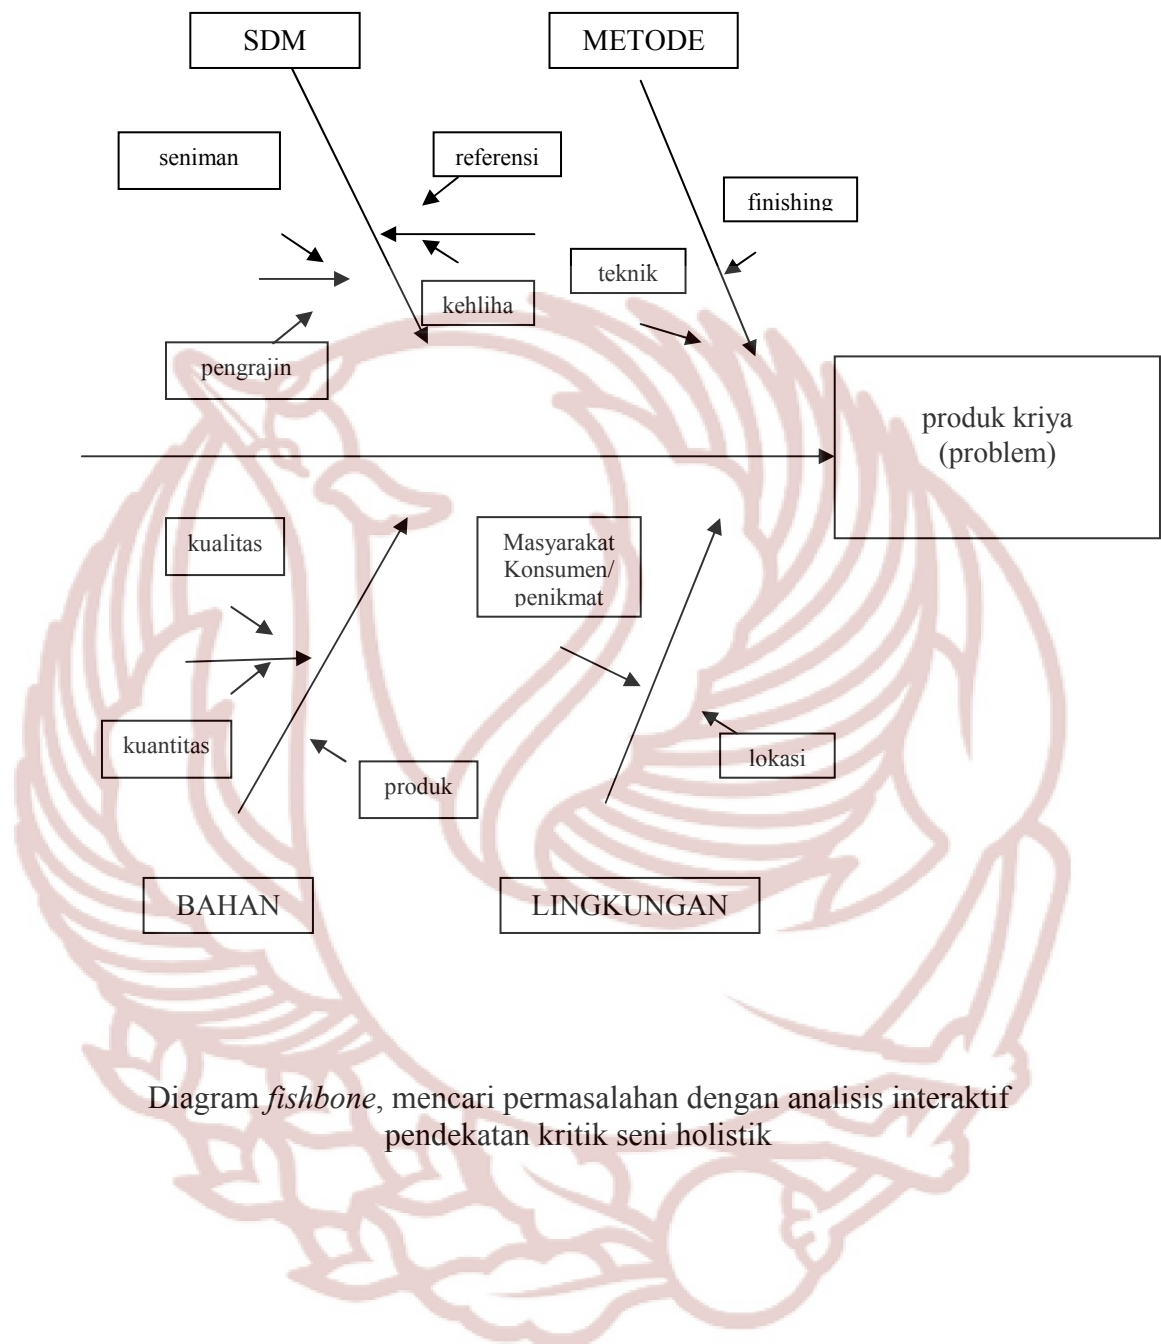 SDM
METODE
seniman
referensi
finishing
teknik
kehliha
pengrajin
produk kriya
(problem)
kualitas
Masyarakat
Konsumen/
penikmat
kuantitas
lokasi
produk
BAHAN
LINGKUNGAN
Diagram fishbone, mencari permasalahan dengan analisis interaktif
pendekatan kritik seni holistik